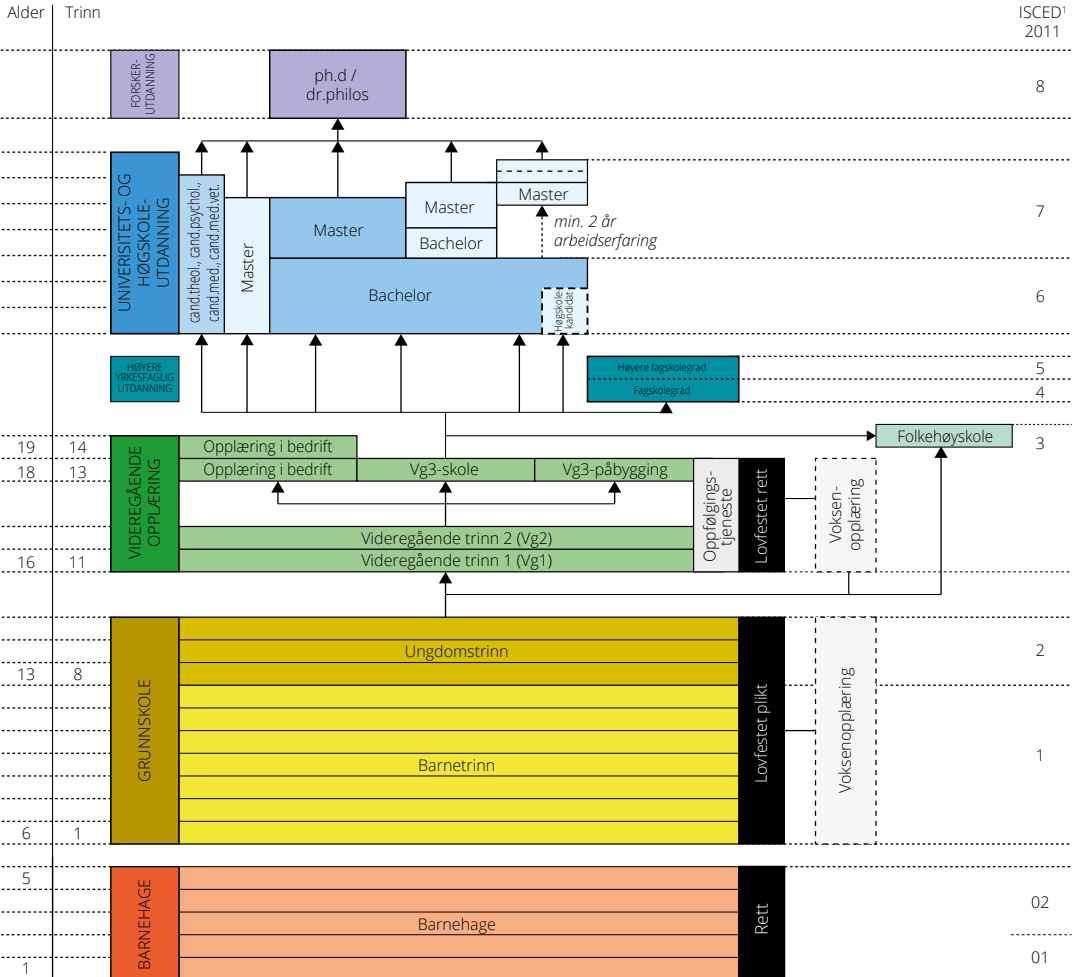 Alder Trinn ISCED¹
2011
FORSKER-
UTDANNING
ph.d /
dr.philos
8
UNIVERISITETS- OG
HØGSKOLE-
UTDANNING
cand.theol., cand.psychol.,
cand.med., cand.med.vet.
Master
Master
Master
Bachelor
Master
min. 2 år
arbeidserfaring
7
Bachelor
Høgskole-
kandidat
6
HØYERE
YRKESFAGLIG
UTDANNING
Høyere fagskolegrad
5
Fagskolegrad
4
Folkehøyskole
3
19 14
Opplæring i bedrift
18 13
Opplæring i bedrift
Vg3-skole
Vg3-påbygging
VIDEREGÅENDE
OPPLÆRING
Videregående trinn 2 (Vg2)
16 11
Videregående trinn 1 (Vg1)
Oppfølgings-
tjeneste
Lovfestet rett
Voksen-
opplæring
GRUNNSKOLE
Ungdomstrinn
2
13 8
Barnetrinn
Lovfestet plikt
Voksenopplæring
1
6 1
5
BARNEHAGE
Barnehage
Rett
02
01
1